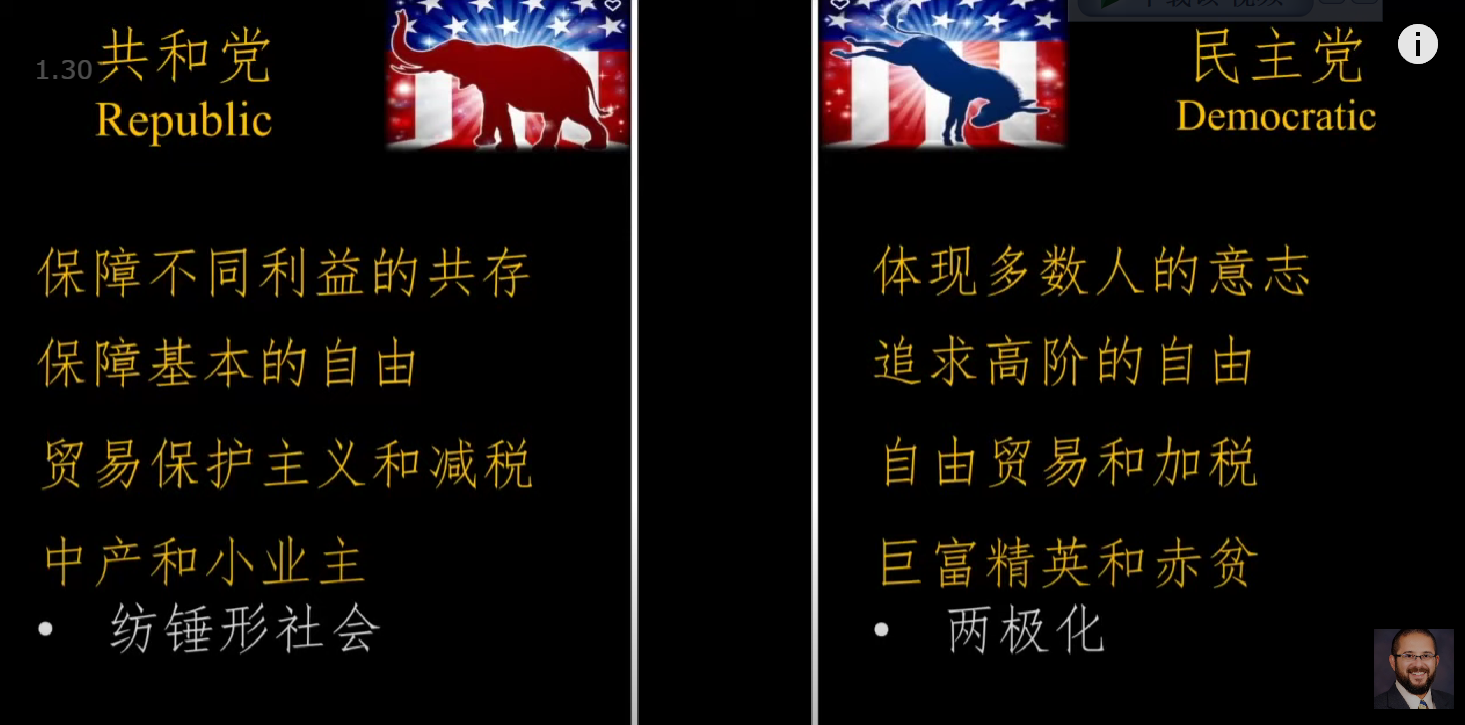 1.30
共和党
Republic
保障不同利益的共存
保障基本的自由
贸易保护主义和减税
中产和小业主
• 纺锤形社会
民主党
Democratic
体现多数人的意志
追求高阶的自由
自由贸易和加税
巨富精英和赤贫
• 两极化
i